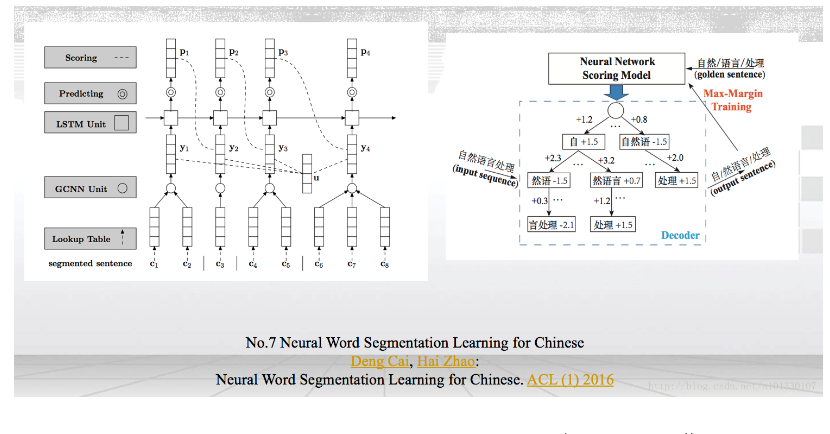 Scoring
Predicting
LSTM Unit
GCNN Unit
Lookup Table
segmented sentence
p1 p2 p3 p4
y1 y2 y3 y4
u
c1 c2 c3 c4 c5 c6 c7 c8
Neural Network
Scoring Model
自然/语言/处理
(golden sentence)
Max-Margin
Training
+1.2 ... +0.8
自 +1.5 自然语 -1.5
自然语言处理
(input sequence)
+2.3 ... +3.2 ... +2.0
然语 -1.5 然语言 +0.7 处理 +1.5
自/然语言/处理
(output sentence)
+0.3 ... +1.2 ...
言处理 -2.1 处理 +1.5
Decoder
No.7 Neural Word Segmentation Learning for Chinese
Deng Cai, Hai Zhao:
Neural Word Segmentation Learning for Chinese. ACL (1) 2016